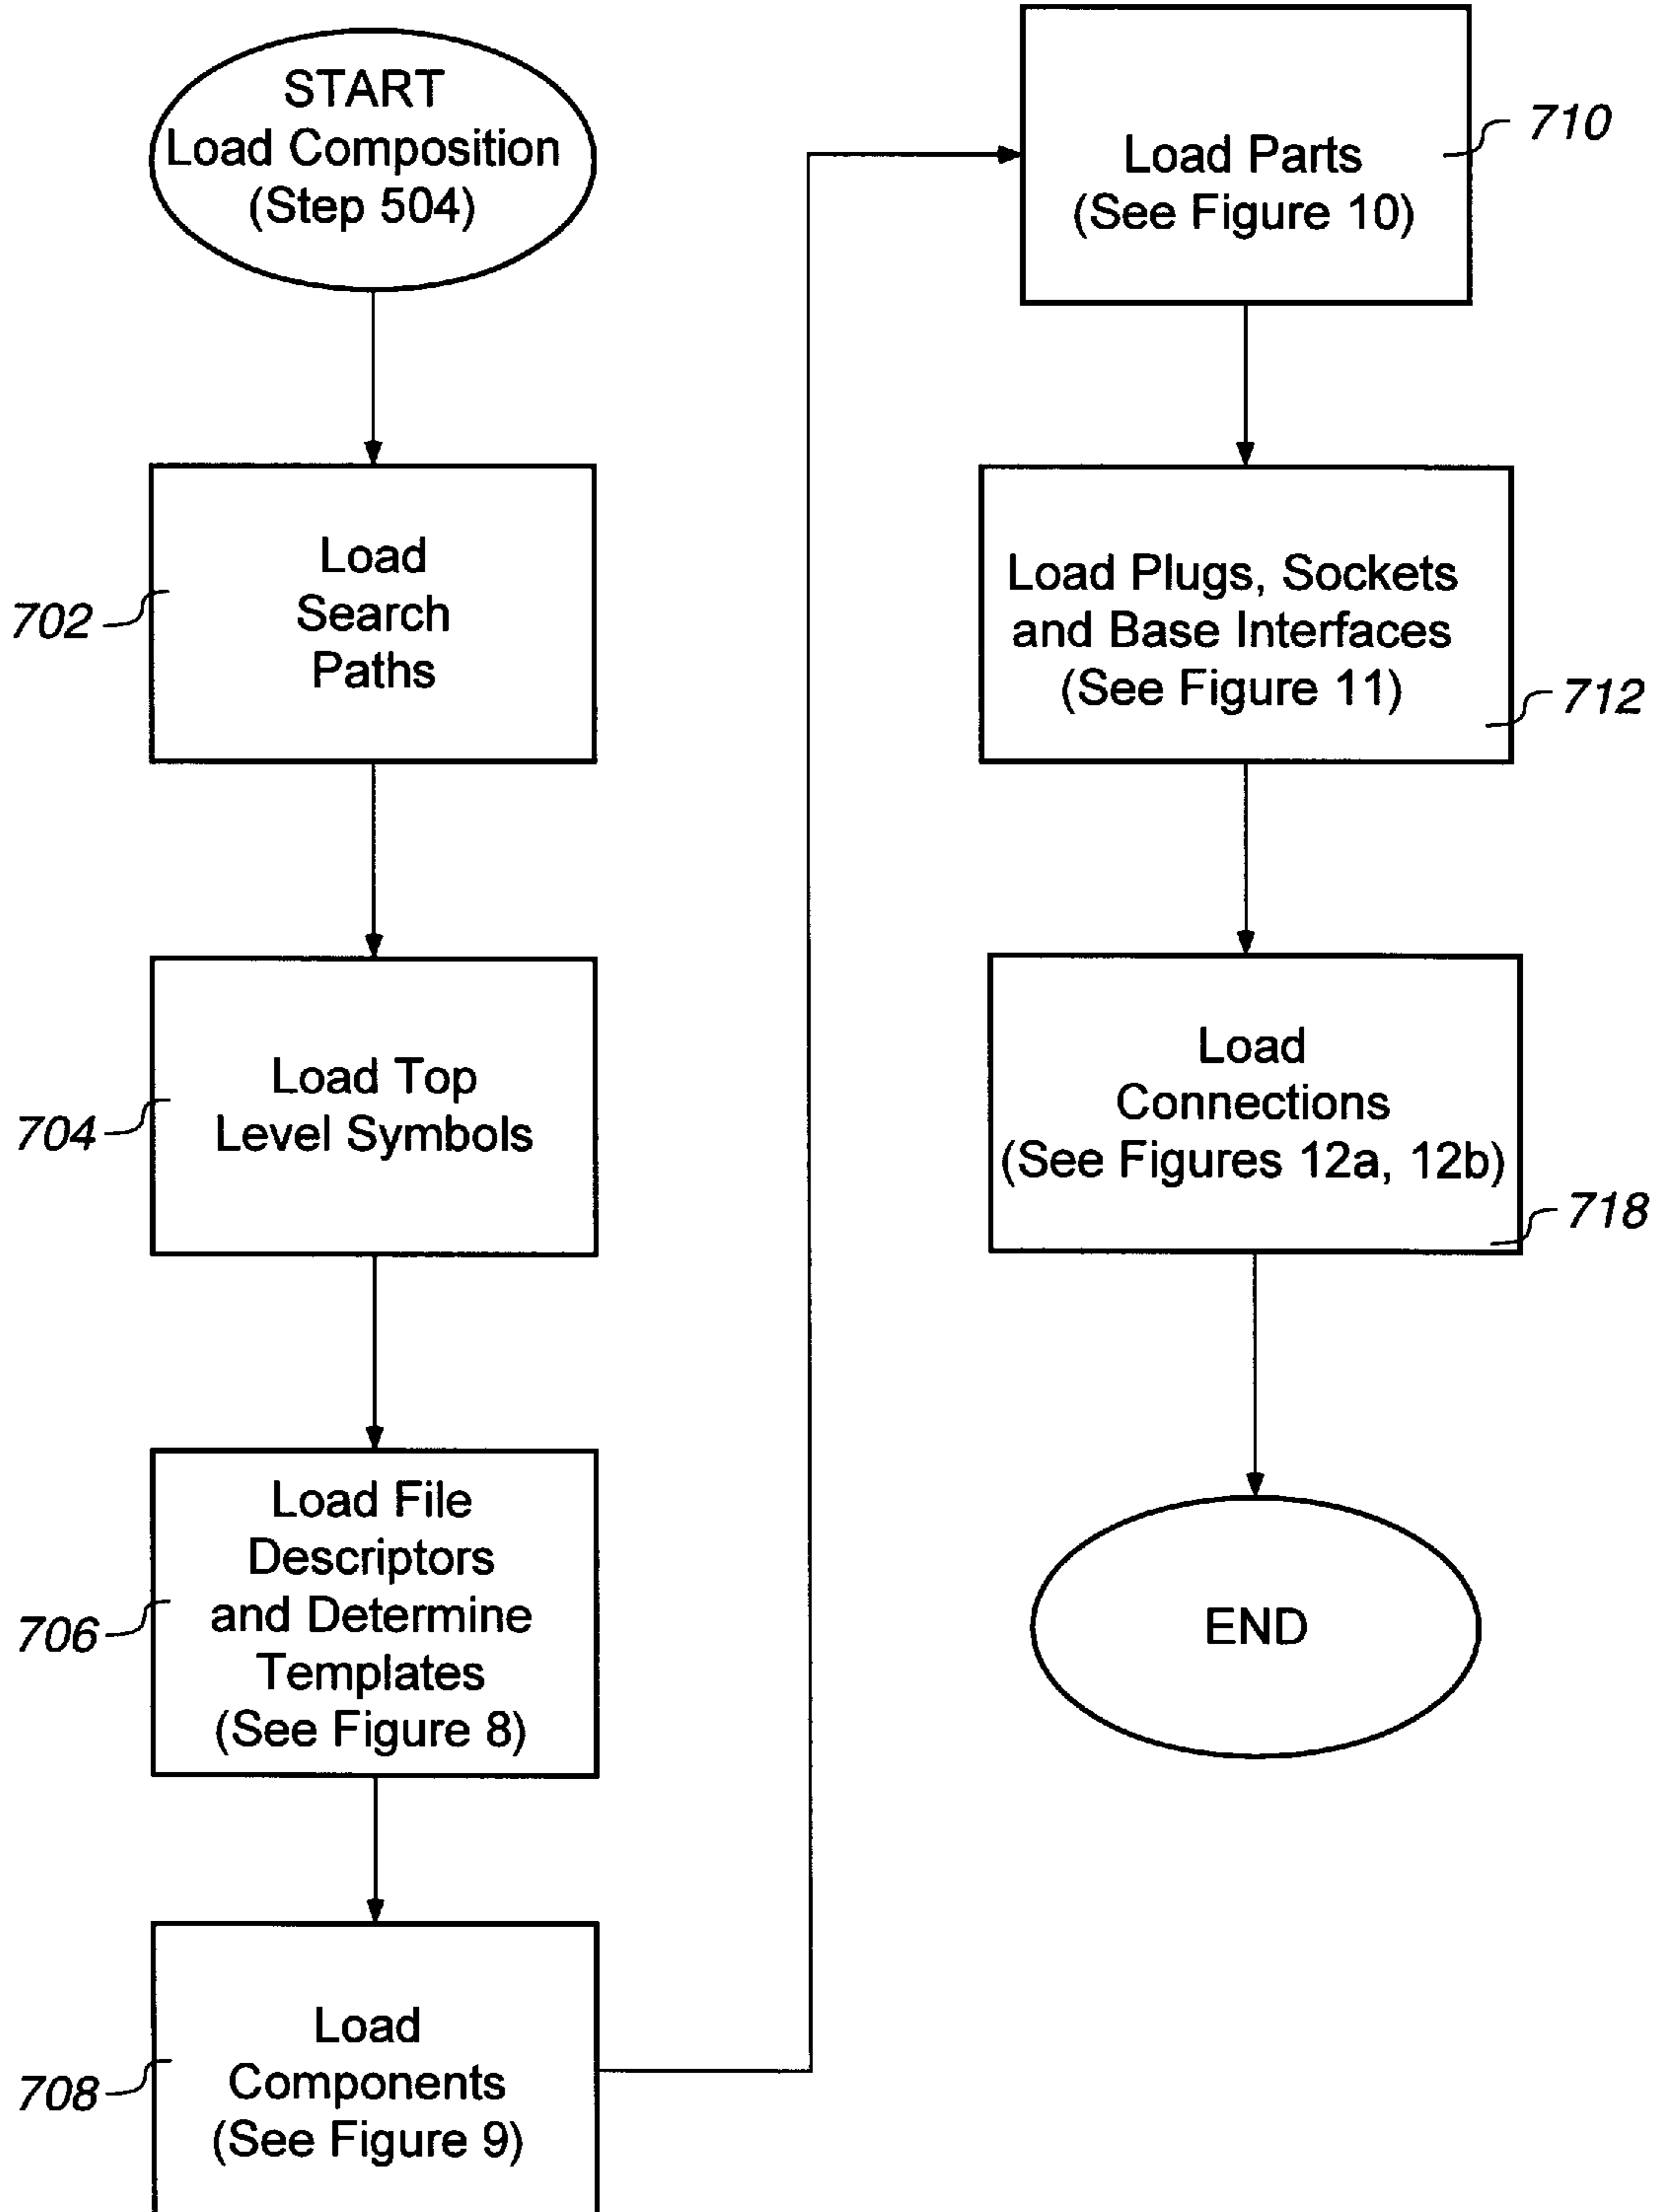 START
Load Composition
(Step 504)
702
Load
Search
Paths
704
Load Top
Level Symbols
706
Load File
Descriptors
and Determine
Templates
(See Figure 8)
708
Load
Components
(See Figure 9)
Load Parts
(See Figure 10)
710
Load Plugs, Sockets
and Base Interfaces
(See Figure 11)
712
Load
Connections
(See Figures 12a, 12b)
718
END